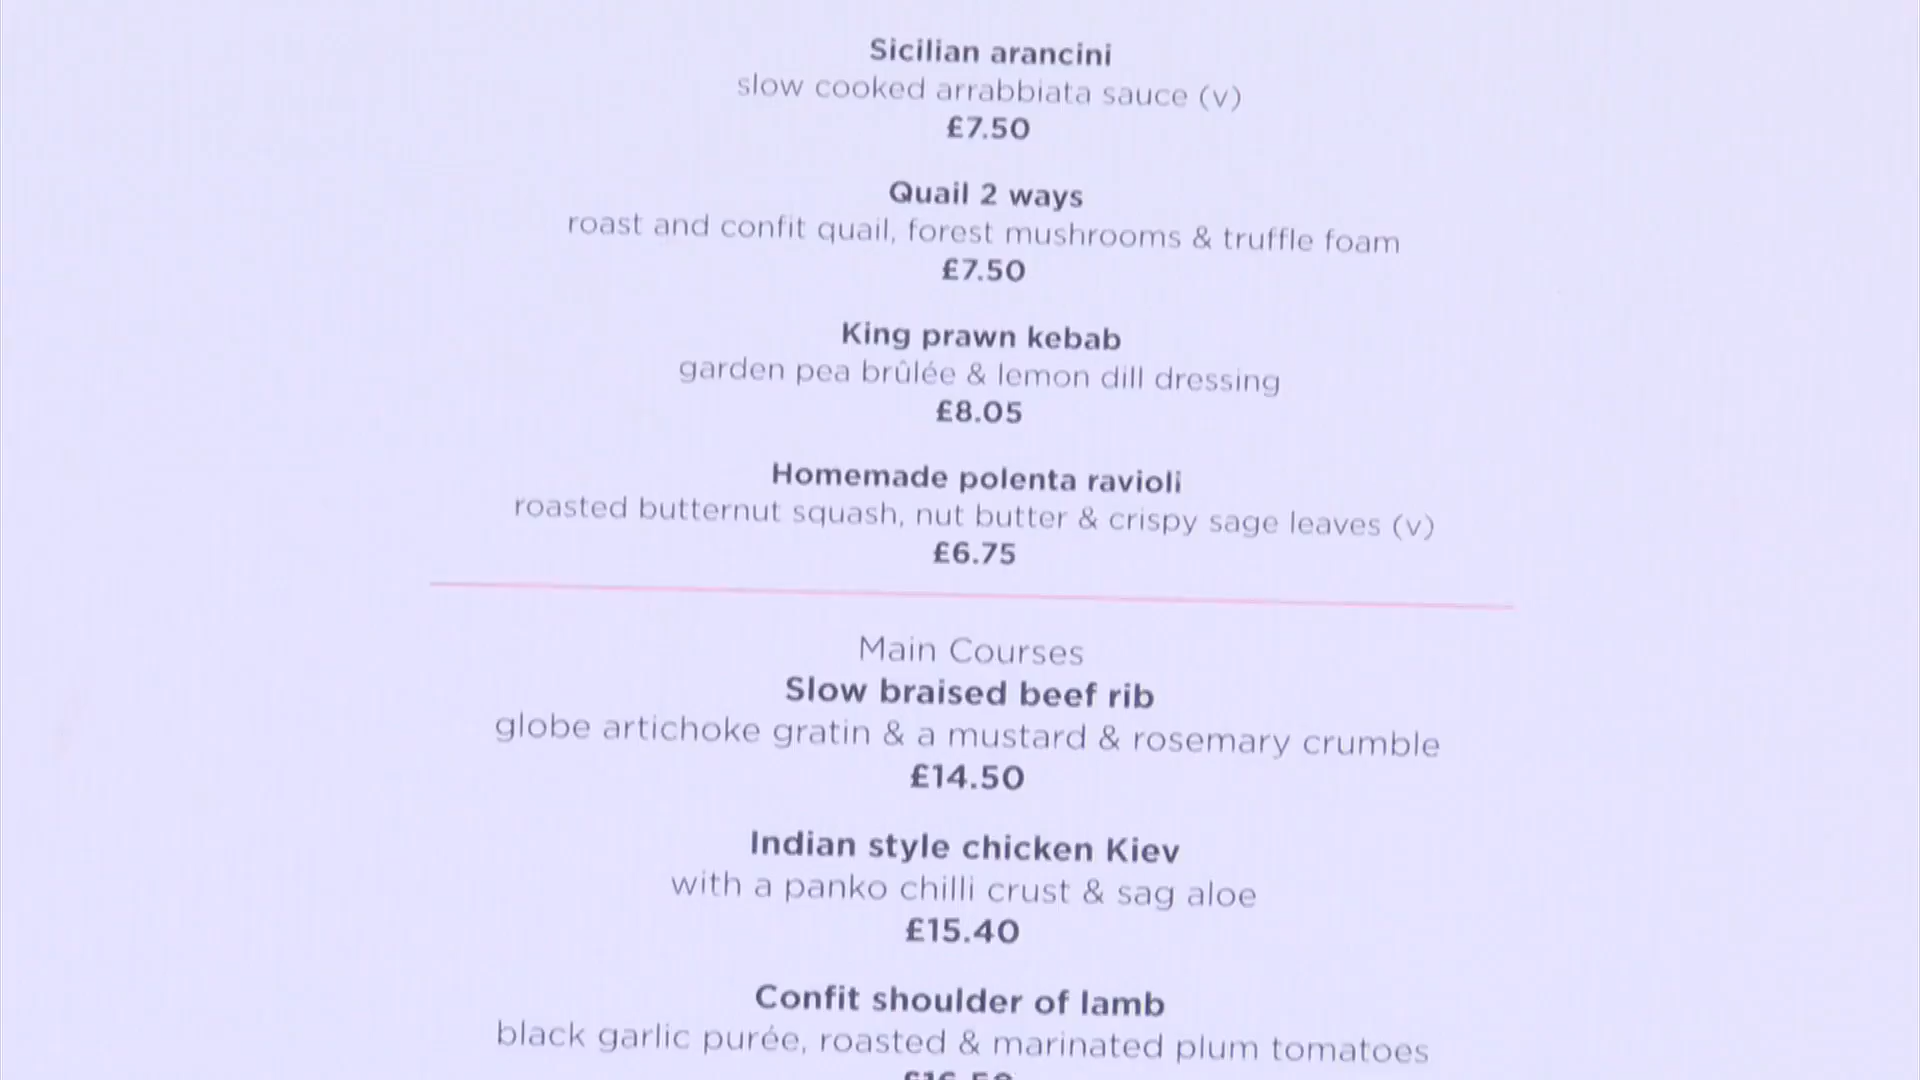 Sicilian arancini
slow cooked arrabbiata sauce (v)
£7.50
Quail 2 ways
roast and confit quail, forest mushrooms & truffle foam
£7.50
King prawn kebab
garden pea brûlée & lemon dill dressing
£8.05
Homemade polenta ravioli
roasted butternut squash, nut butter & crispy sage leaves (v)
£6.75
Main Courses
Slow braised beef rib
globe artichoke gratin & a mustard & rosemary crumble
£14.50
Indian style chicken Kiev
with a panko chilli crust & sag aloe
£15.40
Confit shoulder of lamb
black garlic purée, roasted & marinated plum tomatoes